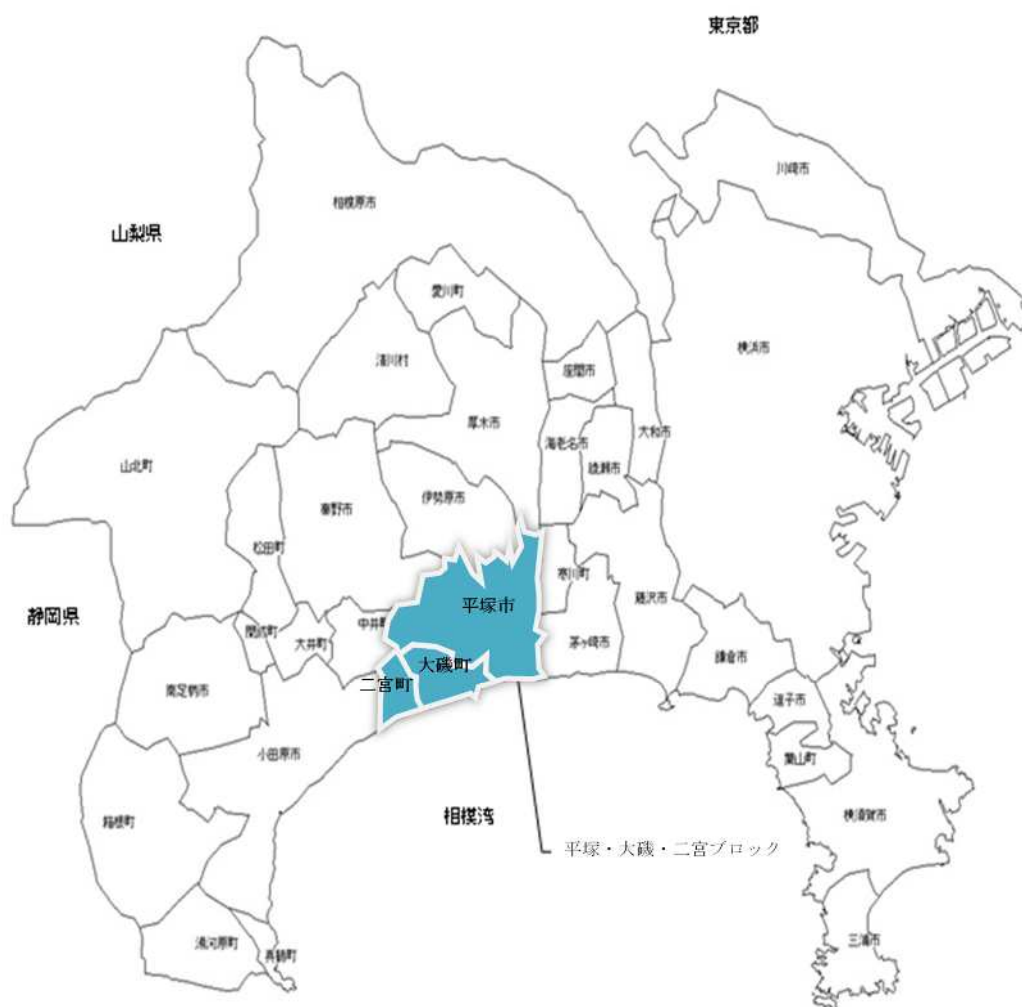 東京都
川崎市
相模原市
山梨県
愛川町
横浜市
清川村
座間市
厚木市
大和市
海老名市
綾瀬市
山北町
伊勢原市
秦野市
松田町
寒川町
藤沢市
平塚市
静岡県
中井町
開成町
大井町
茅ヶ崎市
鎌倉市
大磯町
二宮町
南足柄市
逗子市
小田原市
葉山町
箱根町
相模湾
横須賀市
平塚・大磯・二宮ブロック
湯河原町
真鶴町
三浦市